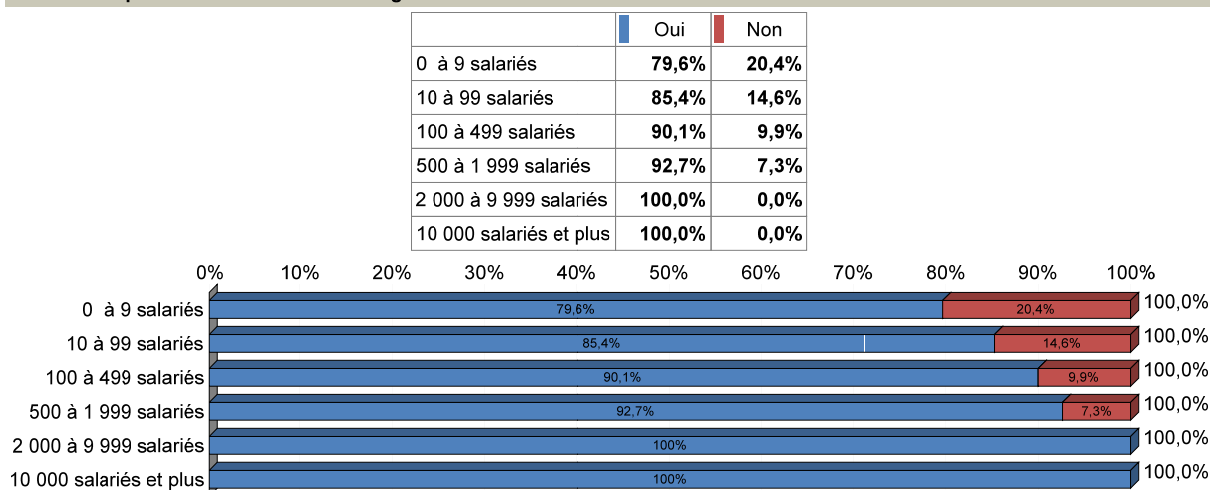 Oui Non
0 à 9 salariés 79,6% 20,4%
10 à 99 salariés 85,4% 14,6%
100 à 499 salariés 90,1% 9,9%
500 à 1 999 salariés 92,7% 7,3%
2 000 à 9 999 salariés 100,0% 0,0%
10 000 salariés et plus 100,0% 0,0%
0% 10% 20% 30% 40% 50% 60% 70% 80% 90% 100%
0 à 9 salariés 79,6% 20,4% 100,0%
10 à 99 salariés 85,4% 14,6% 100,0%
100 à 499 salariés 90,1% 9,9% 100,0%
500 à 1 999 salariés 92,7% 7,3% 100,0%
2 000 à 9 999 salariés 100% 100,0%
10 000 salariés et plus 100% 100,0%